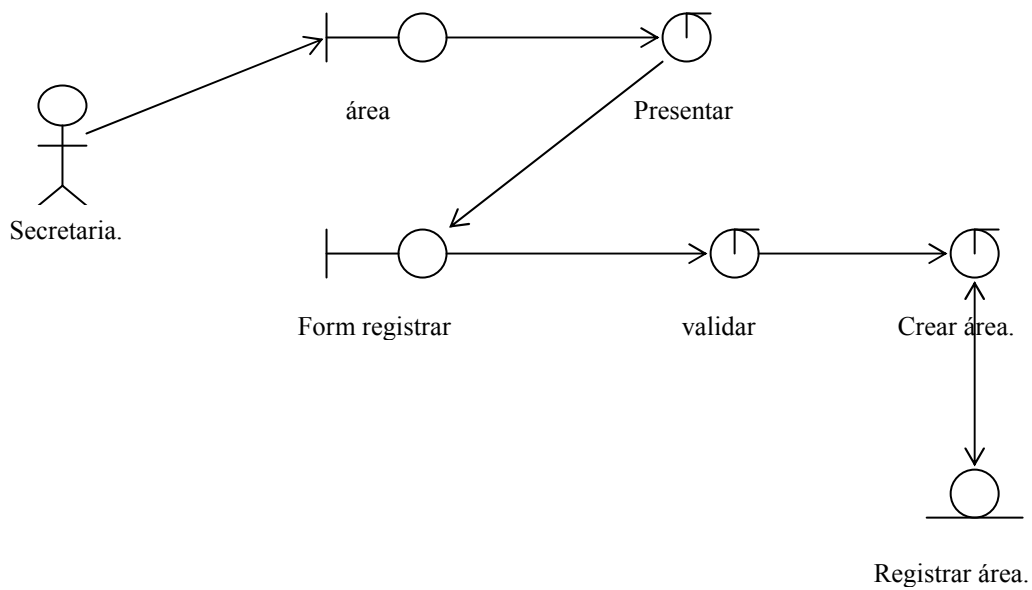 área
Presentar
Secretaria.
Form registrar
validar
Crear área.
Registrar área.